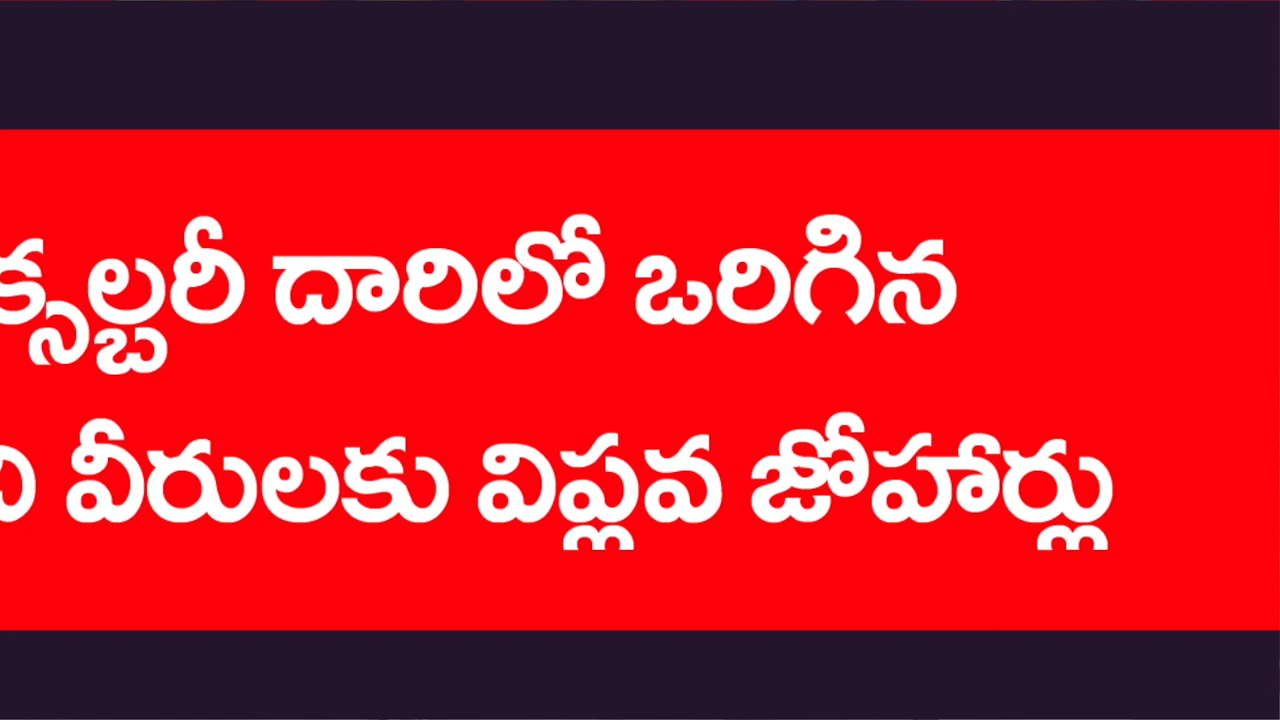 క్సల్బరీ దారిలో ఒరిగిన
వీరులకు విప్లవ జోహార్లు